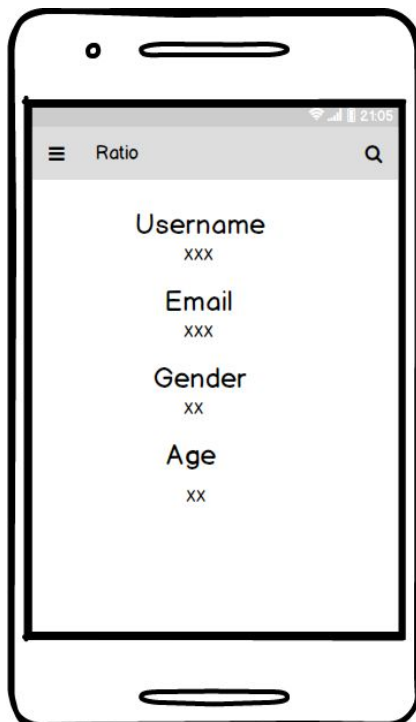 21:05
Ratio
Username
xxx
Email
xxx
Gender
xx
Age
xx